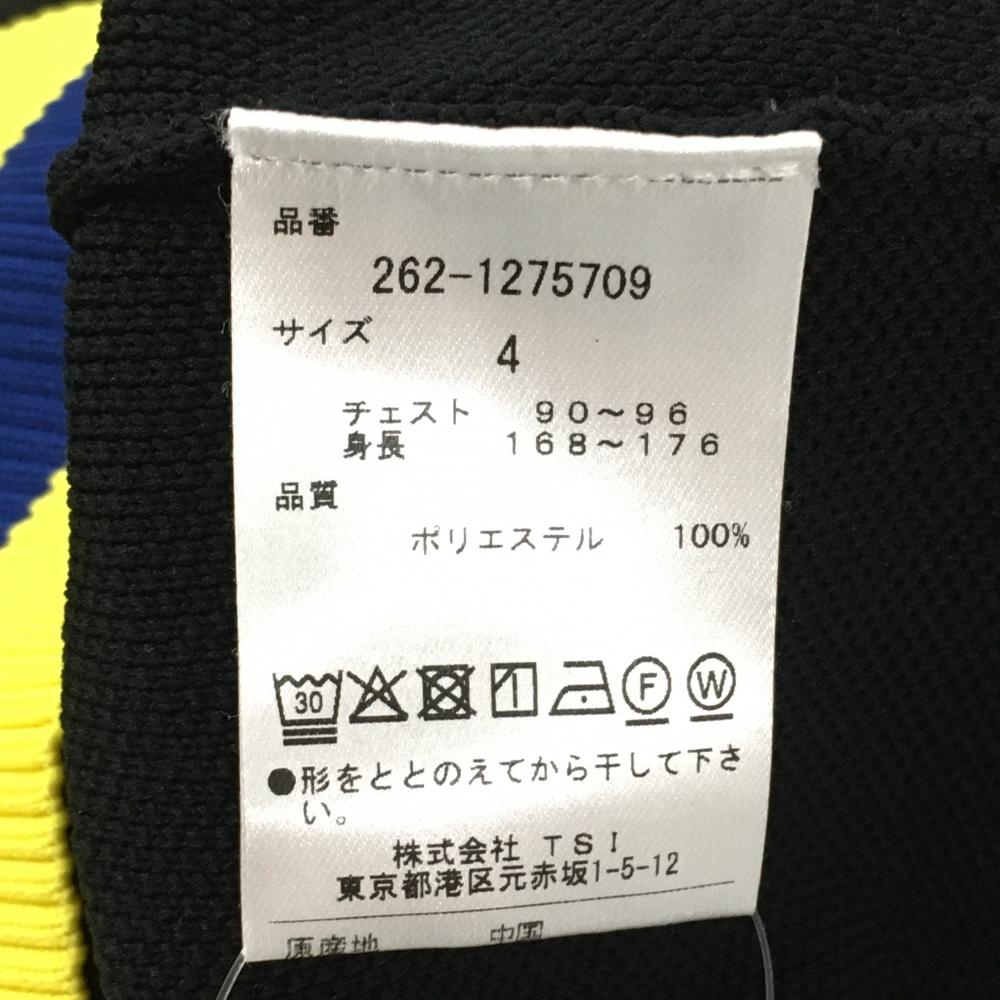 品番
262-1275709
サイズ
4
チェスト 90～96
身長 168～176
品質
ポリエステル 100%
30
F
W
●形をととのえてから干して下さ
い。
株式会社 TSI
東京都港区元赤坂1-5-12
原産地 中国